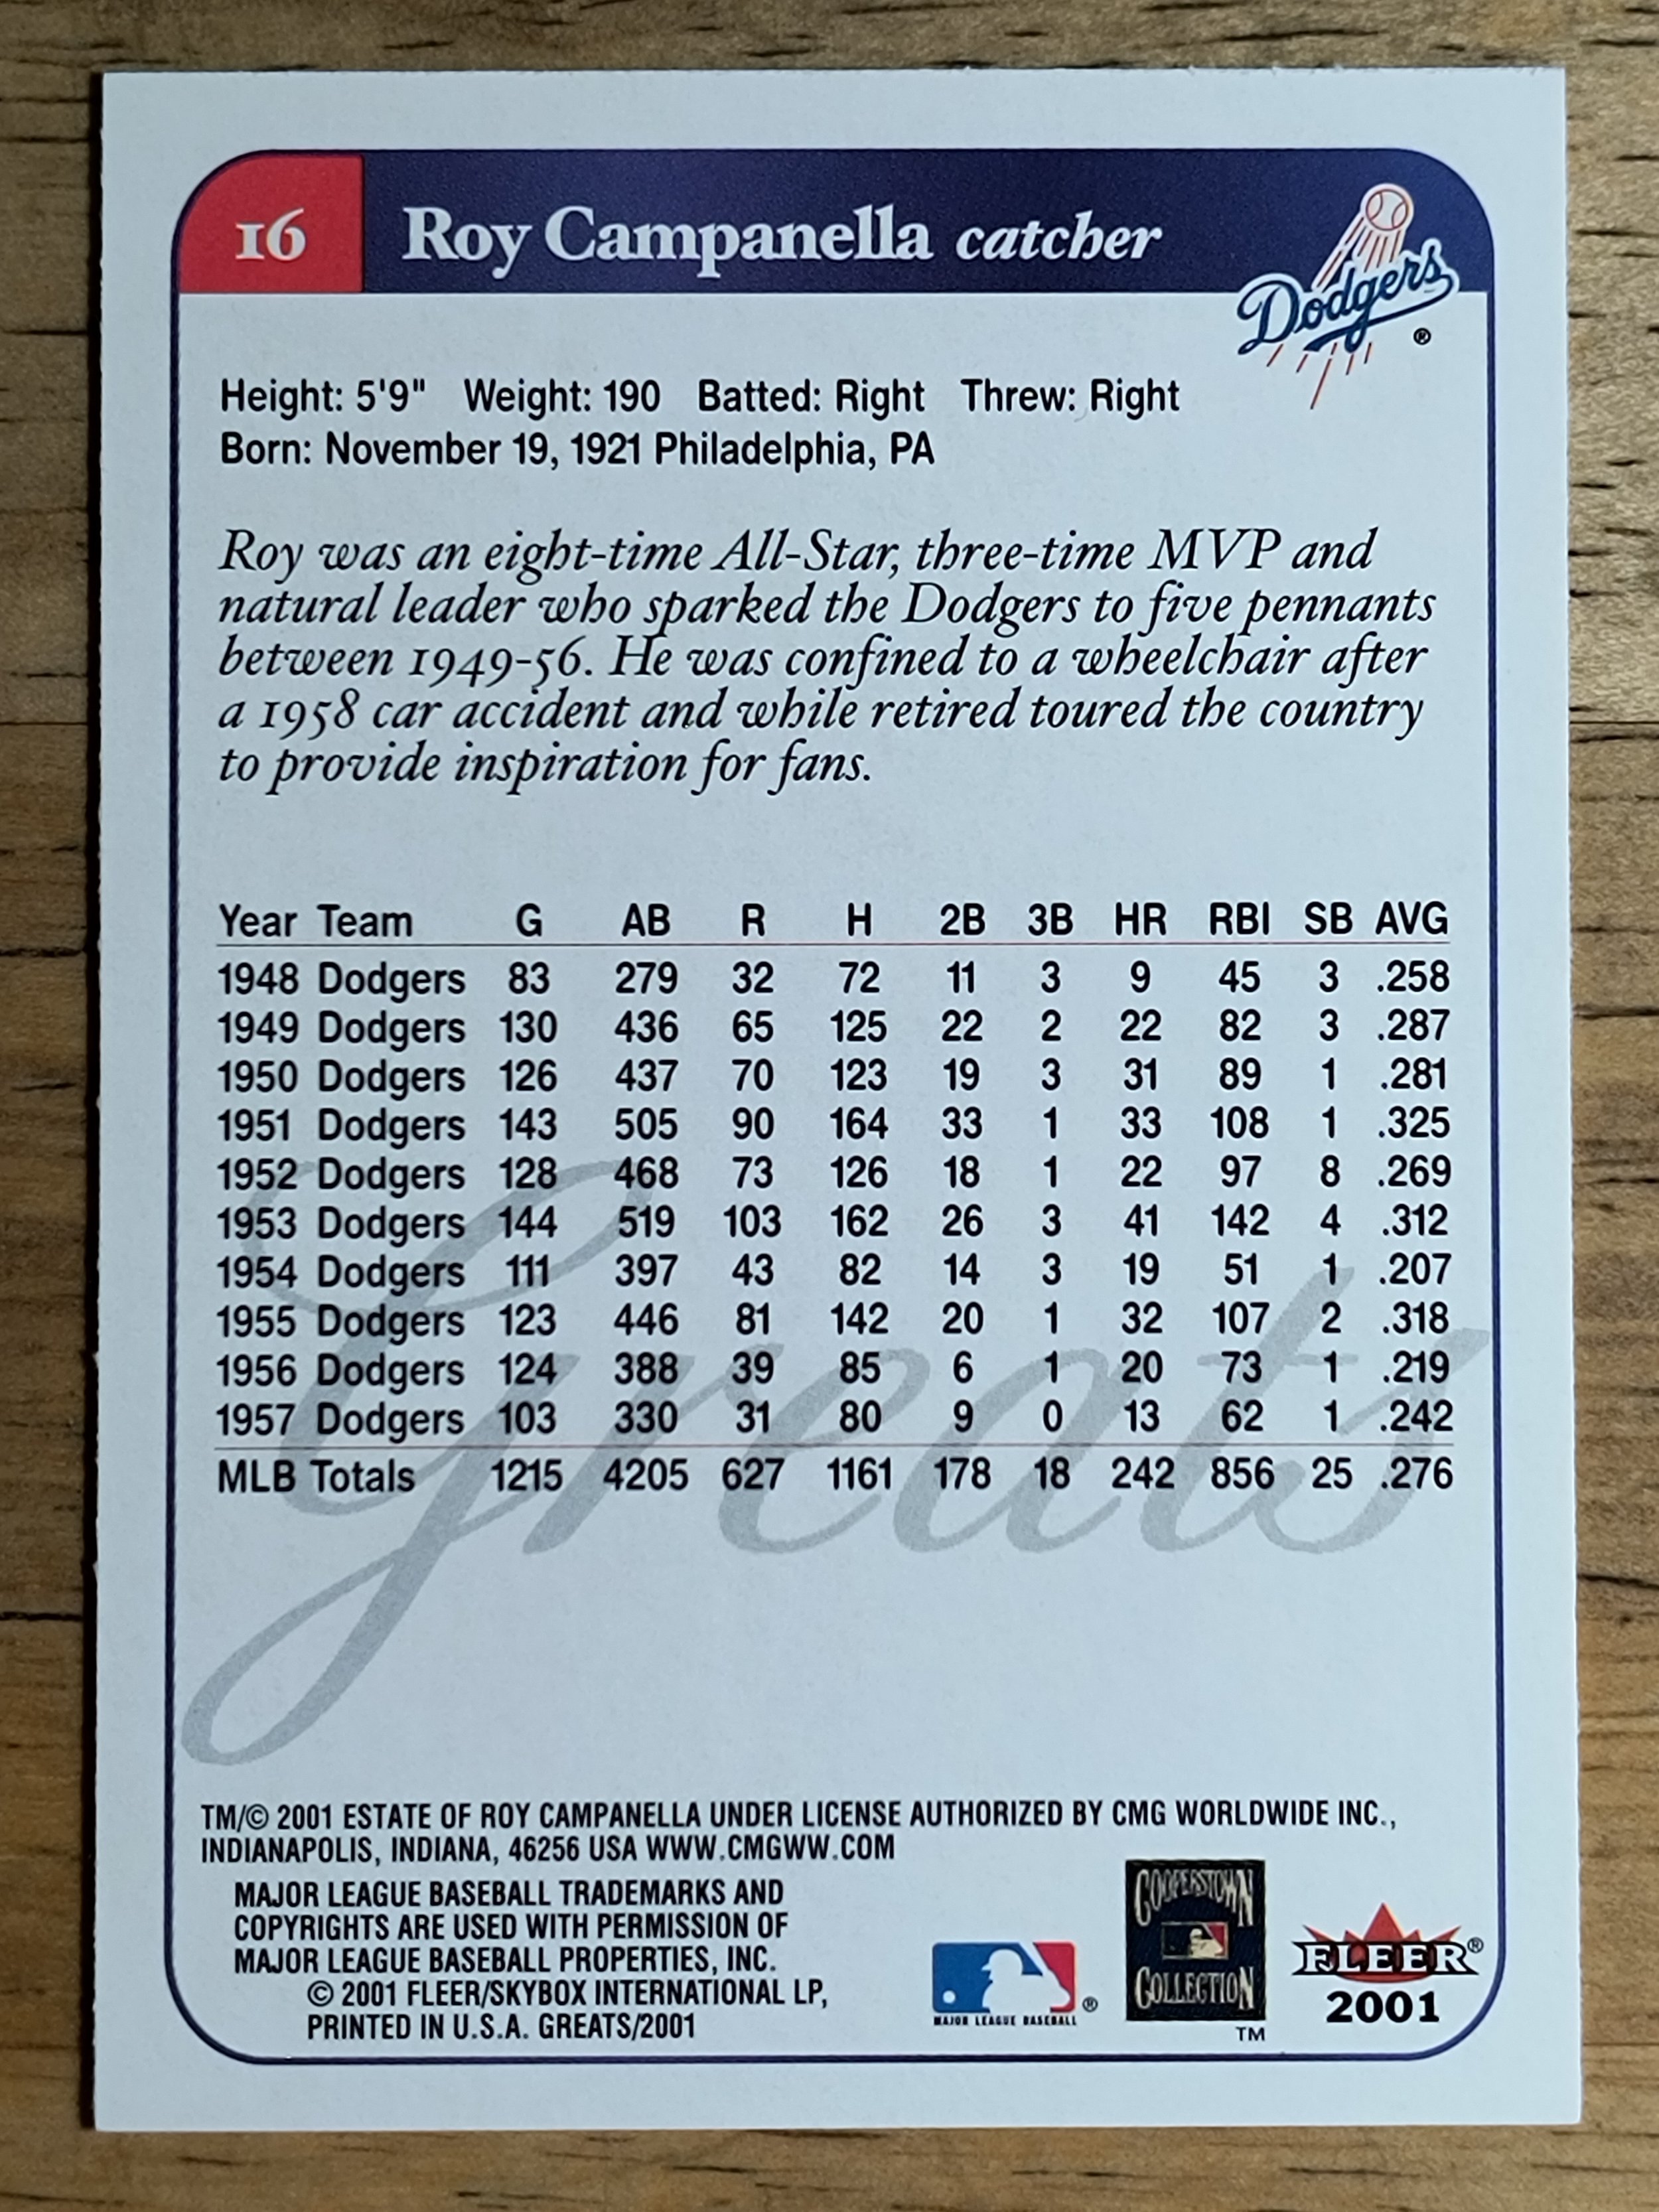 16 Roy Campanella catcher
Dodgers ®
Height: 5'9" Weight: 190 Batted: Right Threw: Right
Born: November 19, 1921 Philadelphia, PA
Roy was an eight-time All-Star, three-time MVP and
natural leader who sparked the Dodgers to five pennants
between 1949-56. He was confined to a wheelchair after
a 1958 car accident and while retired toured the country
to provide inspiration for fans.
Year Team G AB R H 2B 3B HR RBI SB AVG
1948 Dodgers 83 279 32 72 11 3 9 45 3 .258
1949 Dodgers 130 436 65 125 22 2 22 82 3 .287
1950 Dodgers 126 437 70 123 19 3 31 89 1 .281
1951 Dodgers 143 505 90 164 33 1 33 108 1 .325
1952 Dodgers 128 468 73 126 18 1 22 97 8 .269
1953 Dodgers 144 519 103 162 26 3 41 142 4 .312
1954 Dodgers 111 397 43 82 14 3 19 51 1 .207
1955 Dodgers 123 446 81 142 20 1 32 107 2 .318
1956 Dodgers 124 388 39 85 6 1 20 73 1 .219
1957 Dodgers 103 330 31 80 9 0 13 62 1 .242
MLB Totals 1215 4205 627 1161 178 18 242 856 25 .276
Greats
TM/© 2001 ESTATE OF ROY CAMPANELLA UNDER LICENSE AUTHORIZED BY CMG WORLDWIDE INC.,
INDIANAPOLIS, INDIANA, 46256 USA WWW.CMGWW.COM
MAJOR LEAGUE BASEBALL TRADEMARKS AND
COPYRIGHTS ARE USED WITH PERMISSION OF
MAJOR LEAGUE BASEBALL PROPERTIES, INC.
© 2001 FLEER/SKYBOX INTERNATIONAL LP,
PRINTED IN U.S.A. GREATS/2001
® MAJOR LEAGUE BASEBALL
COOPERSTOWN
COLLECTION
TM
FLEER®
2001